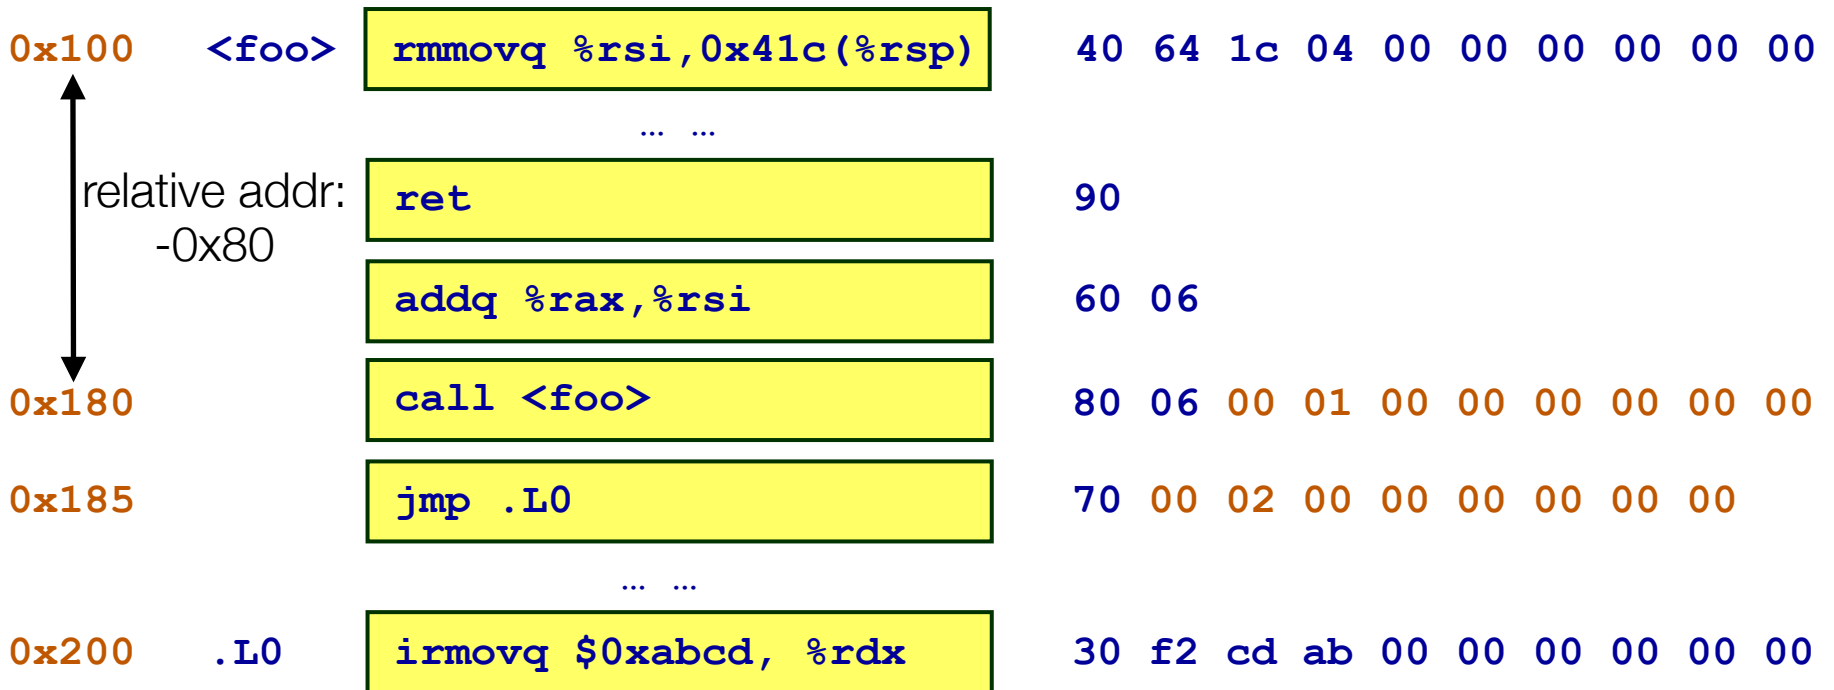 0x100 <foo> rmmovq %rsi,0x41c(%rsp) 40 64 1c 04 00 00 00 00 00 00
… …
relative addr:
-0x80
ret 90
addq %rax,%rsi 60 06
0x180 call <foo> 80 06 00 01 00 00 00 00 00 00
0x185 jmp .L0 70 00 02 00 00 00 00 00 00
… …
0x200 .L0 irmovq $0xabcd, %rdx 30 f2 cd ab 00 00 00 00 00 00